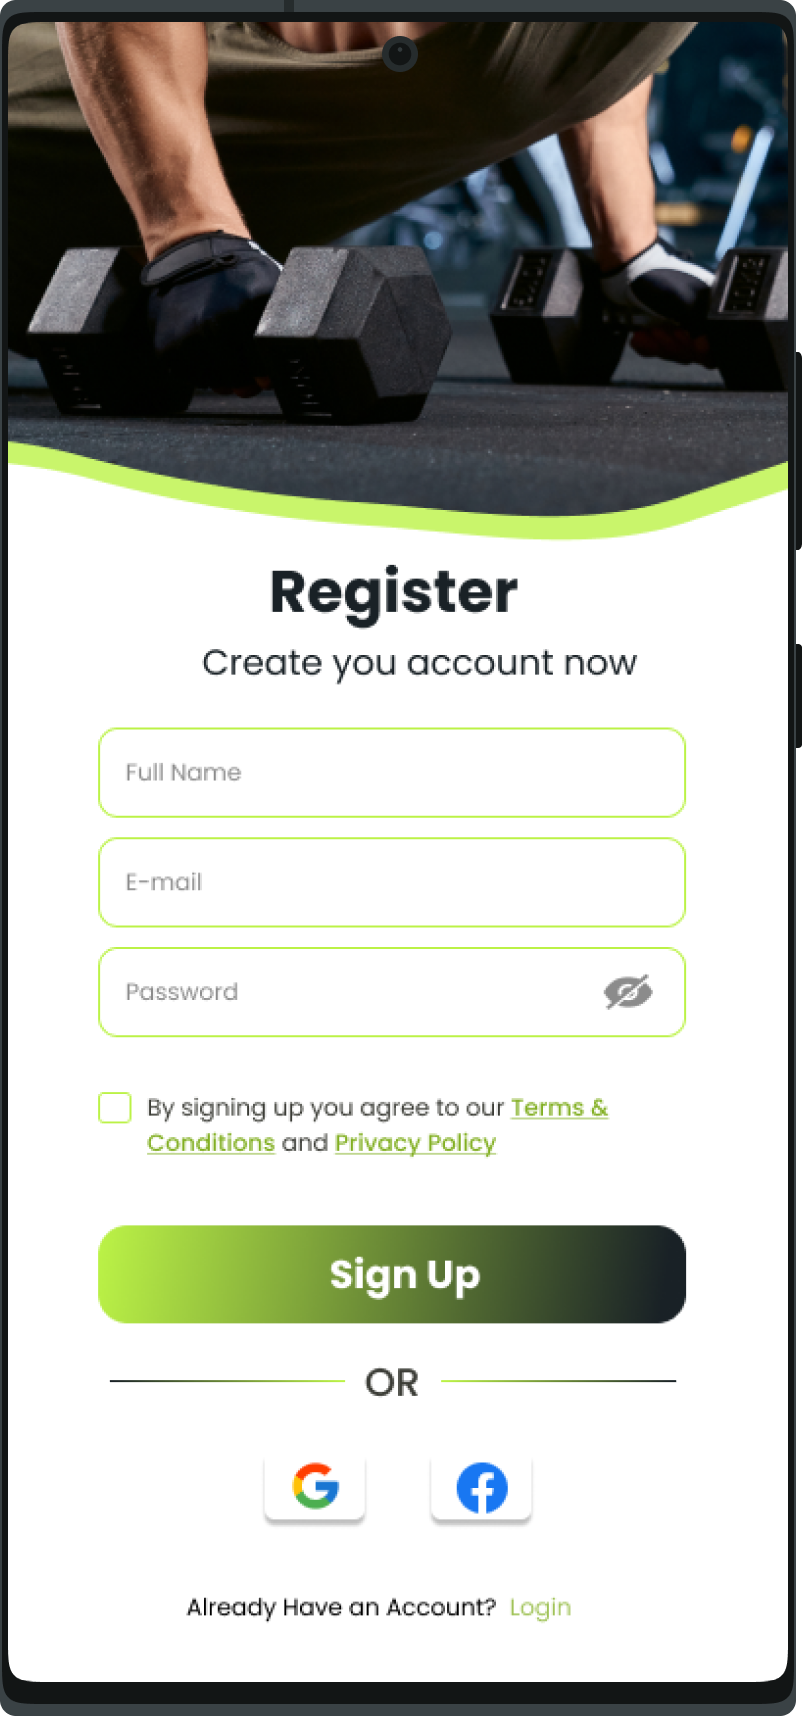 Register
Create you account now
Full Name
E-mail
Password
By signing up you agree to our Terms &
Conditions and Privacy Policy
Sign Up
OR
Already Have an Account? Login